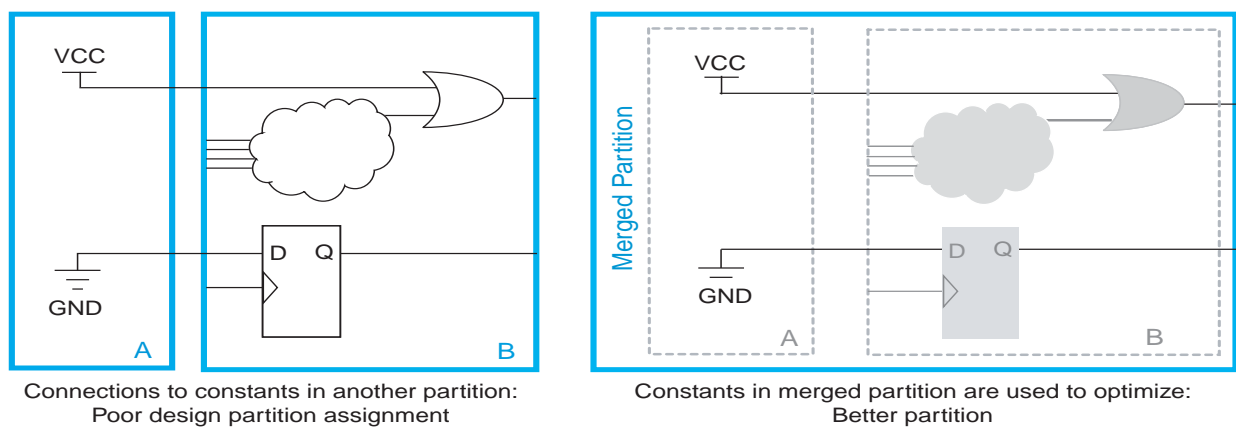 VCC
D Q
GND
A
B
Connections to constants in another partition:
Poor design partition assignment
Merged Partition
VCC
D Q
GND
A
B
Constants in merged partition are used to optimize:
Better partition